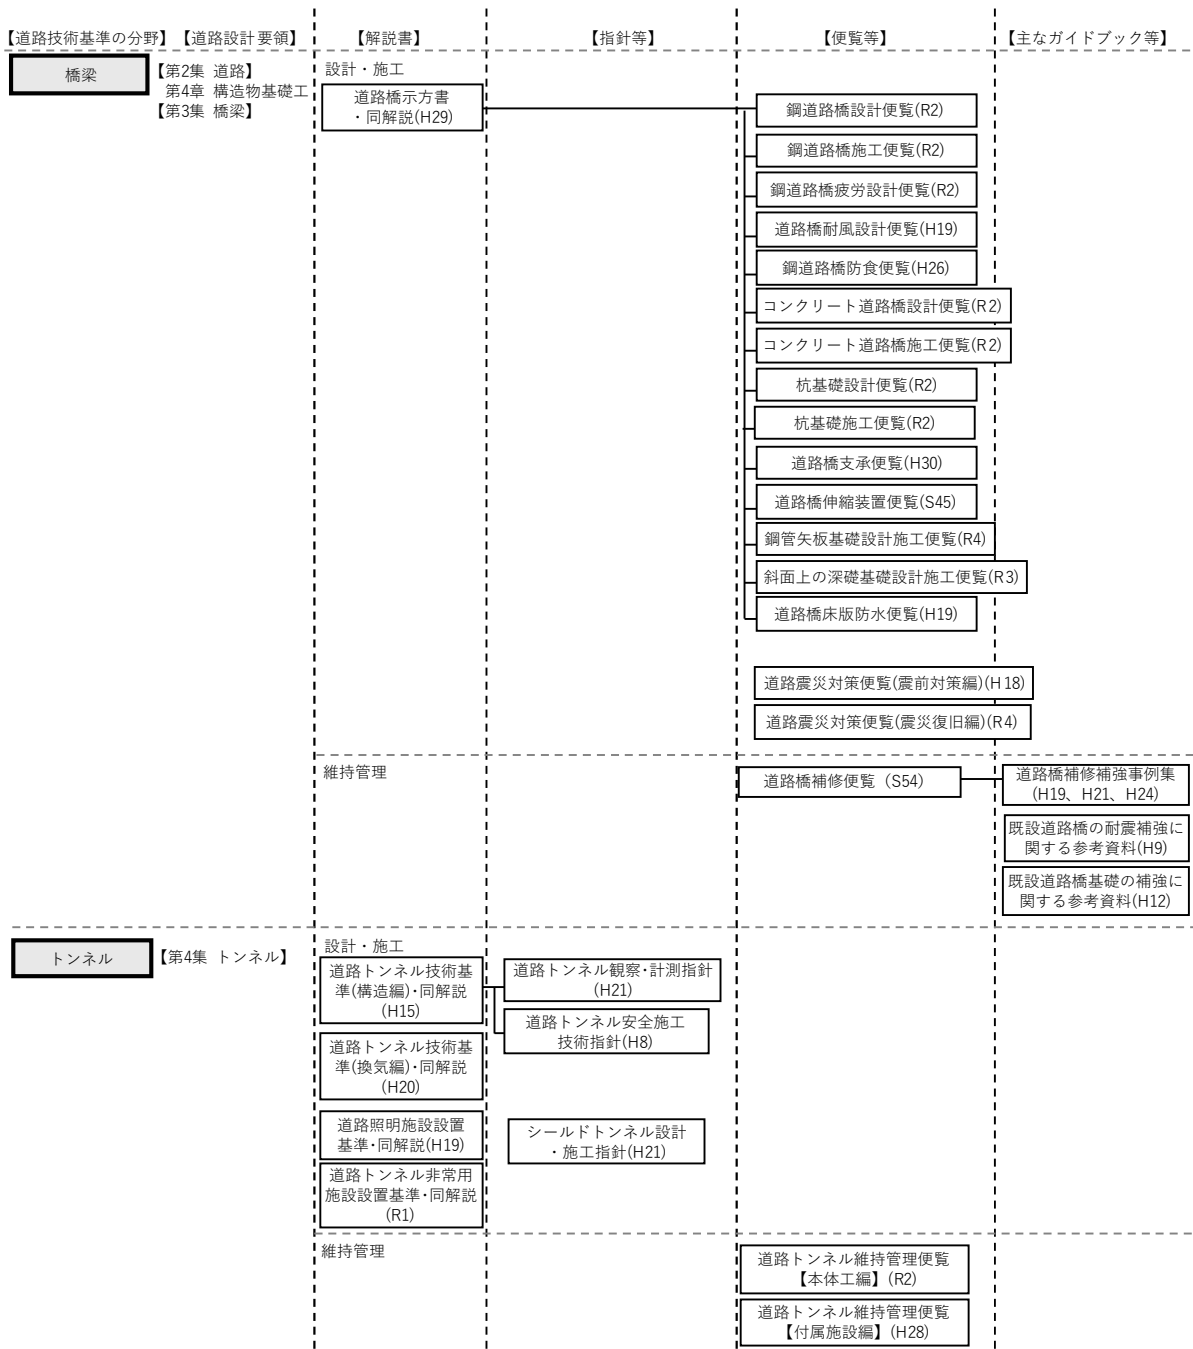 【道路技術基準の分野】【道路設計要領】
【解説書】
【指針等】
【便覧等】
【主なガイドブック等】
橋梁
【第2集 道路】
第4章 構造物基礎工
【第3集 橋梁】
設計・施工
道路橋示方書
・同解説(H29)
鋼道路橋設計便覧(R2)
鋼道路橋施工便覧(R2)
鋼道路橋疲労設計便覧(R2)
道路橋耐風設計便覧(H19)
鋼道路橋防食便覧(H26)
コンクリート道路橋設計便覧(R2)
コンクリート道路橋施工便覧(R2)
杭基礎設計便覧(R2)
杭基礎施工便覧(R2)
道路橋支承便覧(H30)
道路橋伸縮装置便覧(S45)
鋼管矢板基礎設計施工便覧(R4)
斜面上の深礎基礎設計施工便覧(R3)
道路橋床版防水便覧(H19)
道路震災対策便覧(震前対策編)(H18)
道路震災対策便覧(震災復旧編)(R4)
維持管理
道路橋補修便覧（S54）
道路橋補修補強事例集
(H19、H21、H24)
既設道路橋の耐震補強に
関する参考資料(H9)
既設道路橋基礎の補強に
関する参考資料(H12)
トンネル
【第4集 トンネル】
設計・施工
道路トンネル技術基
準(構造編)・同解説
(H15)
道路トンネル観察・計測指針
(H21)
道路トンネル安全施工
技術指針(H8)
道路トンネル技術基
準(換気編)・同解説
(H20)
道路照明施設設置
基準・同解説(H19)
シールドトンネル設計
・施工指針(H21)
道路トンネル非常用
施設設置基準・同解説
(R1)
維持管理
道路トンネル維持管理便覧
【本体工編】(R2)
道路トンネル維持管理便覧
【付属施設編】(H28)